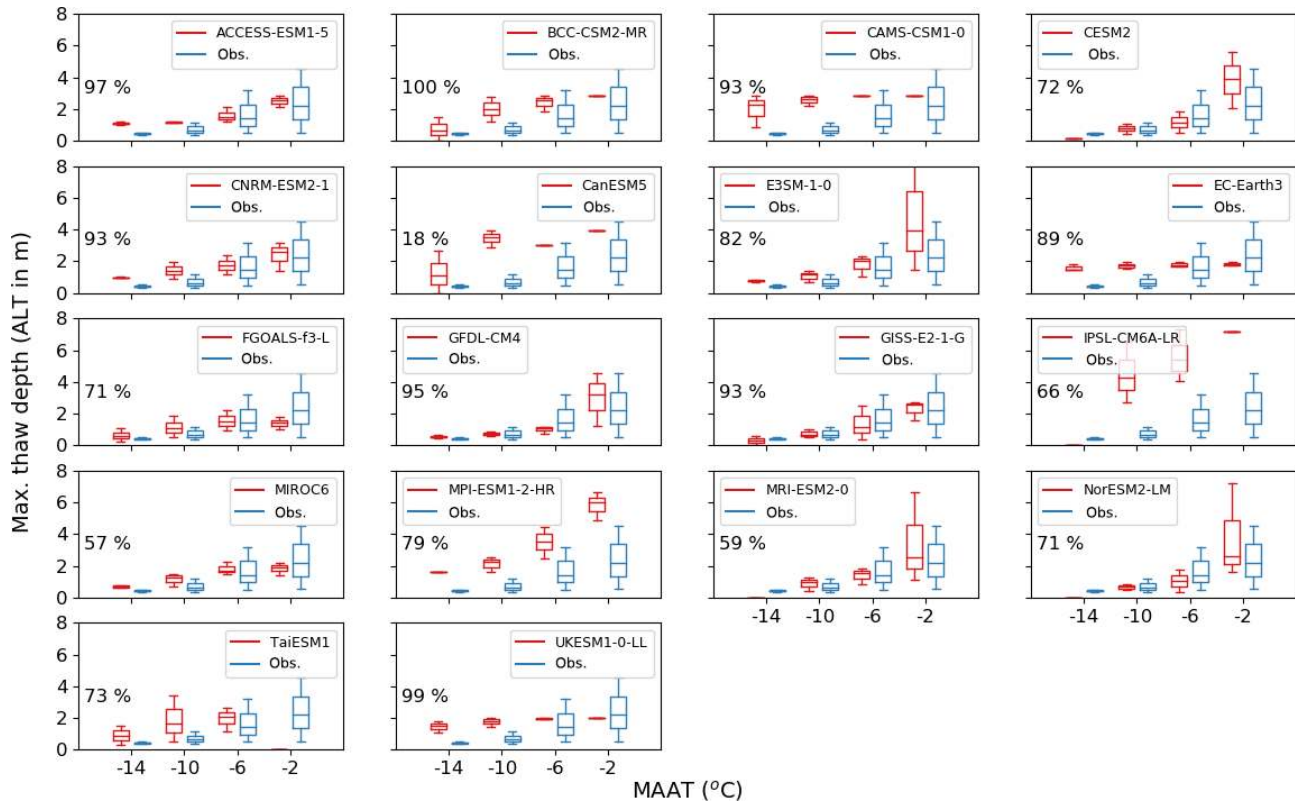 8
6
4
2
0
ACCESS-ESM1-5
Obs.
97 %
BCC-CSM2-MR
Obs.
100 %
CAMS-CSM1-0
Obs.
93 %
CESM2
Obs.
72 %
8
6
4
2
0
CNRM-ESM2-1
Obs.
93 %
CanESM5
Obs.
18 %
E3SM-1-0
Obs.
82 %
EC-Earth3
Obs.
89 %
Max. thaw depth (ALT in m)
8
6
4
2
0
FGOALS-f3-L
Obs.
71 %
GFDL-CM4
Obs.
95 %
GISS-E2-1-G
Obs.
93 %
IPSL-CM6A-LR
Obs.
66 %
8
6
4
2
0
MIROC6
Obs.
57 %
MPI-ESM1-2-HR
Obs.
79 %
MRI-ESM2-0
Obs.
59 %
-14 -10 -6 -2
NorESM2-LM
Obs.
71 %
-14 -10 -6 -2
8
6
4
2
0
TaiESM1
Obs.
73 %
-14 -10 -6 -2
UKESM1-0-LL
Obs.
99 %
-14 -10 -6 -2
MAAT (°C)